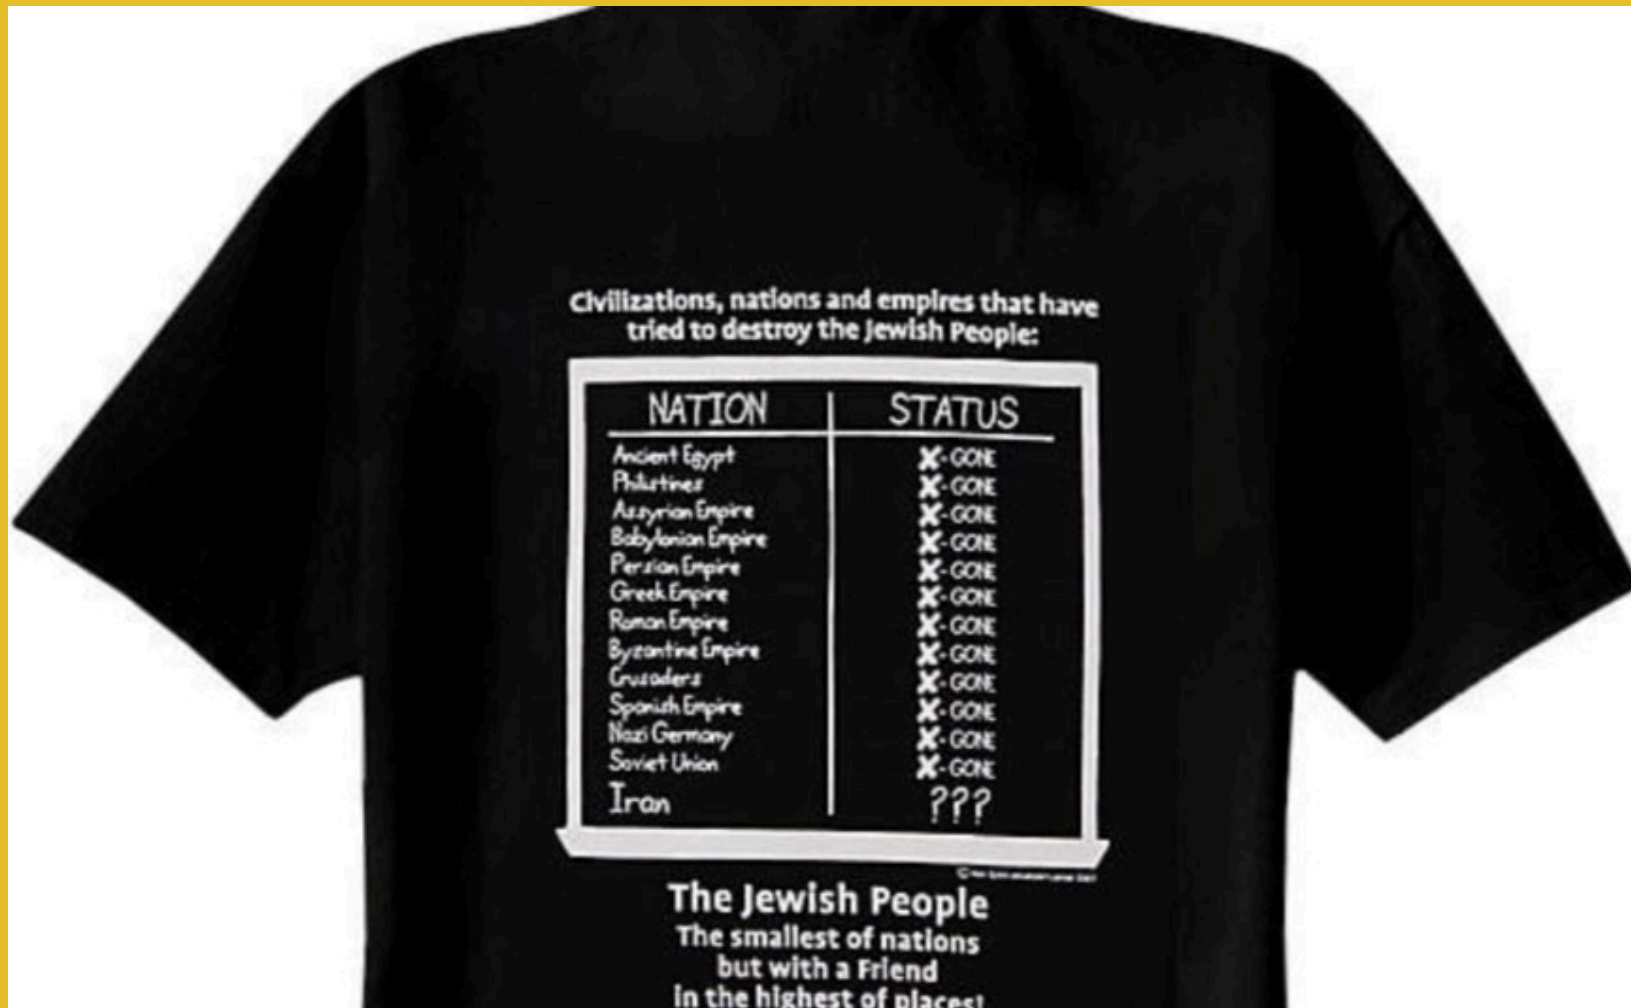 Civilizations, nations and empires that have
tried to destroy the Jewish People:
NATION STATUS
Ancient Egypt X - GONE
Philistines X - GONE
Assyrian Empire X - GONE
Babylonian Empire X - GONE
Persian Empire X - GONE
Greek Empire X - GONE
Roman Empire X - GONE
Byzantine Empire X - GONE
Crusaders X - GONE
Spanish Empire X - GONE
Nazi Germany X - GONE
Soviet Union X - GONE
Iran ???
The Jewish People
The smallest of nations
but with a Friend
in the highest of places!